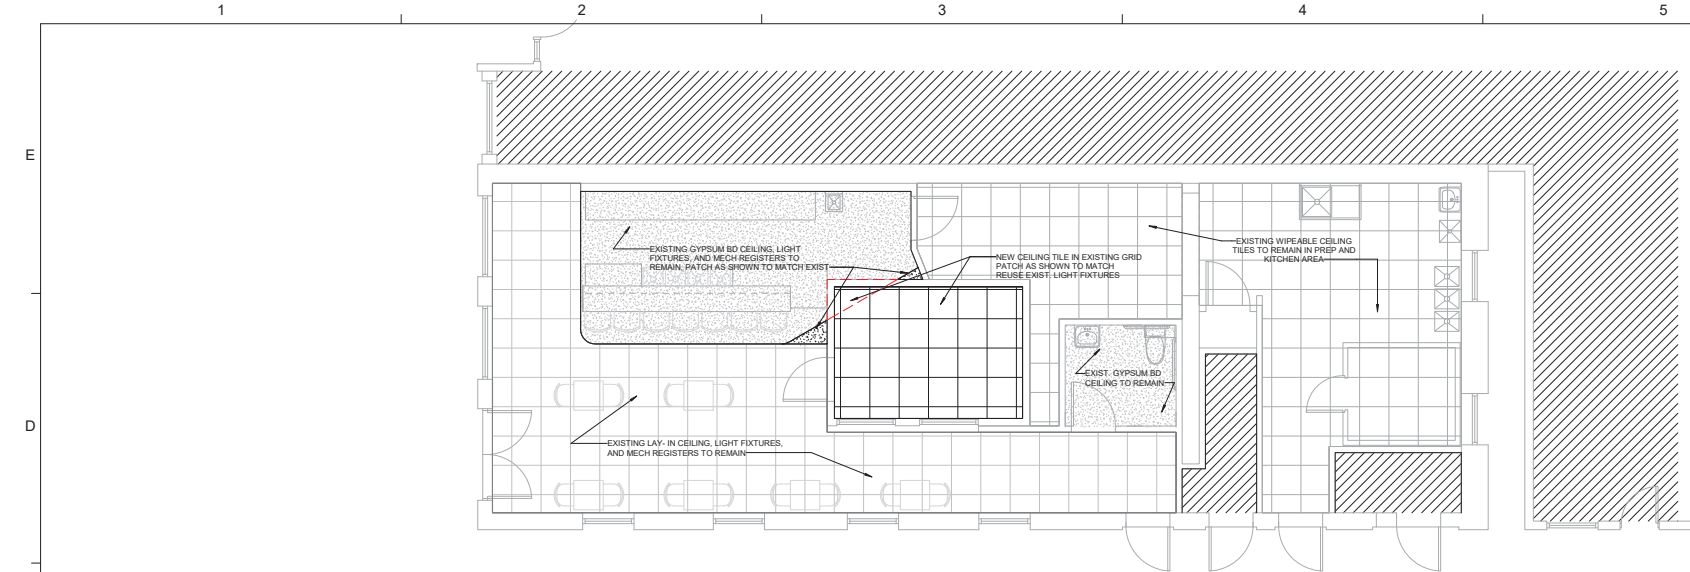 1 2 3 4 5
E
EXISTING GYPSUM BD CEILING, LIGHT
FIXTURES, AND MECH REGISTERS TO
REMAIN, PATCH AS SHOWN TO MATCH EXIST
NEW CEILING TILE IN EXISTING GRID
PATCH AS SHOWN TO MATCH
REUSE EXIST. LIGHT FIXTURES
EXISTING WIPEABLE CEILING
TILES TO REMAIN IN PREP AND
KITCHEN AREA
EXIST. GYPSUM BD
CEILING TO REMAIN
D
EXISTING LAY- IN CEILING, LIGHT FIXTURES,
AND MECH REGISTERS TO REMAIN